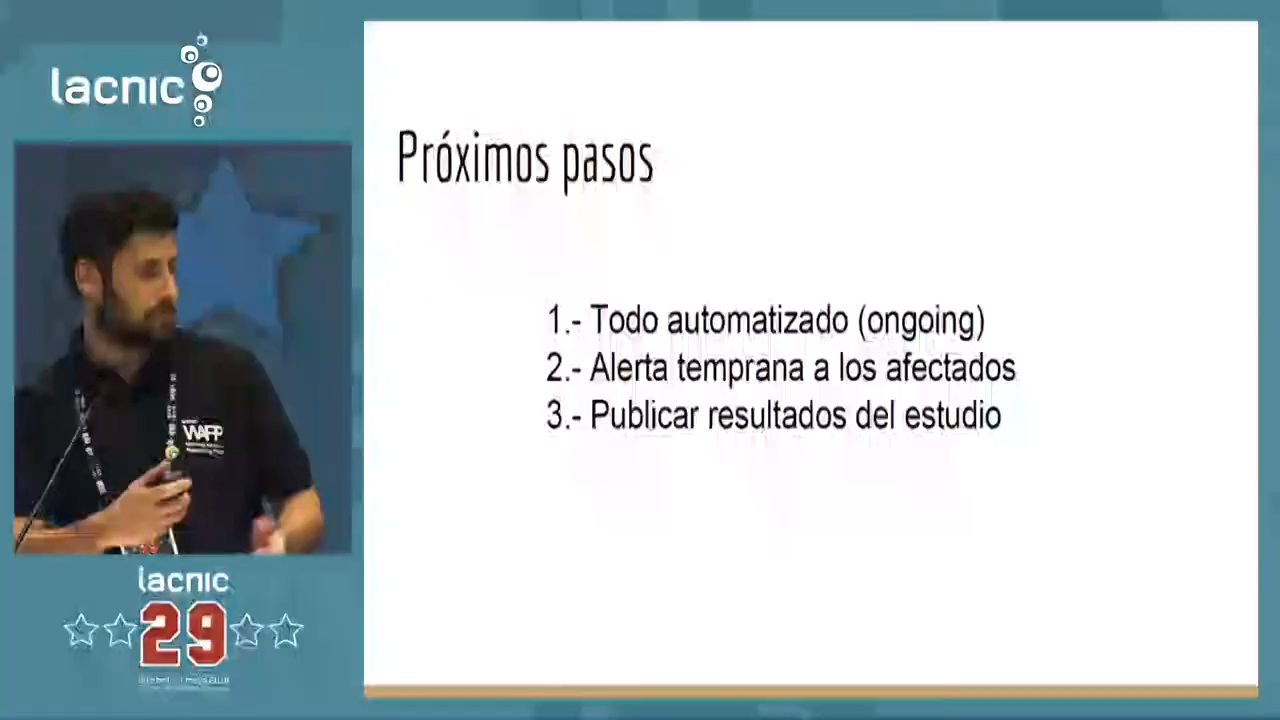 lacnic
Próximos pasos
1.- Todo automatizado (ongoing)
2.- Alerta temprana a los afectados
3.- Publicar resultados del estudio
WAPP
lacnic
29